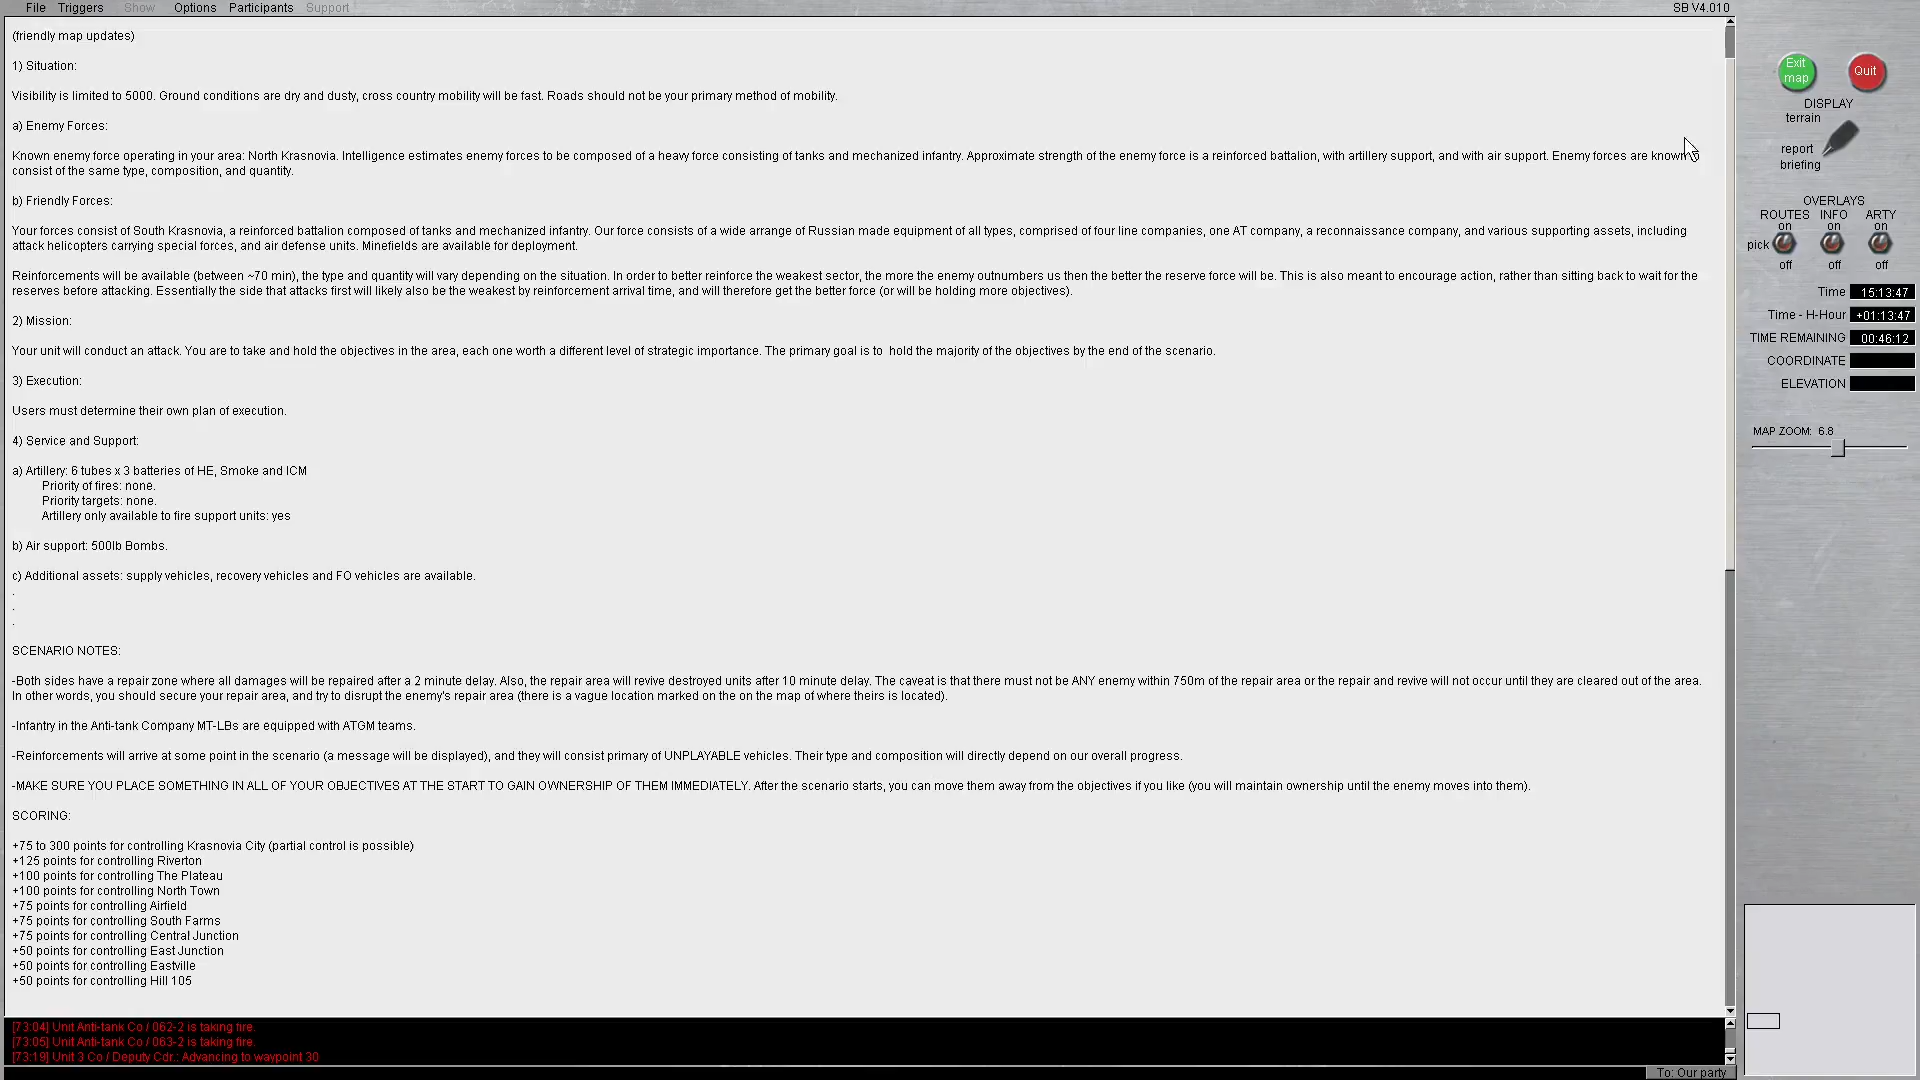 File Triggers Show Options Participants Support SB V4.010
(friendly map updates)
1) Situation:
Visibility is limited to 5000. Ground conditions are dry and dusty, cross country mobility will be fast. Roads should not be your primary method of mobility.
a) Enemy Forces:
Known enemy force operating in your area: North Krasnovia. Intelligence estimates enemy forces to be composed of a heavy force consisting of tanks and mechanized infantry. Approximate strength of the enemy force is a reinforced battalion, with artillery support, and with air support. Enemy forces are known
consist of the same type, composition, and quantity.
b) Friendly Forces:
Your forces consist of South Krasnovia, a reinforced battalion composed of tanks and mechanized infantry. Our force consists of a wide arrange of Russian made equipment of all types, comprised of four line companies, one AT company, a reconnaissance company, and various supporting assets, including
attack helicopters carrying special forces, and air defense units. Minefields are available for deployment.
Reinforcements will be available (between ~70 min), the type and quantity will vary depending on the situation. In order to better reinforce the weakest sector, the more the enemy outnumbers us then the better the reserve force will be. This is also meant to encourage action, rather than sitting back to wait for the
reserves before attacking. Essentially the side that attacks first will likely also be the weakest by reinforcement arrival time, and will therefore get the better force (or will be holding more objectives).
2) Mission:
Your unit will conduct an attack. You are to take and hold the objectives in the area, each one worth a different level of strategic importance. The primary goal is to hold the majority of the objectives by the end of the scenario.
3) Execution:
Users must determine their own plan of execution.
4) Service and Support:
a) Artillery: 6 tubes x 3 batteries of HE, Smoke and ICM
Priority of fires: none.
Priority targets: none.
Artillery only available to fire support units: yes
b) Air support: 500lb Bombs.
c) Additional assets: supply vehicles, recovery vehicles and FO vehicles are available.
.
.
.
SCENARIO NOTES:
-Both sides have a repair zone where all damages will be repaired after a 2 minute delay. Also, the repair area will revive destroyed units after 10 minute delay. The caveat is that there must not be ANY enemy within 750m of the repair area or the repair and revive will not occur until they are cleared out of the area.
In other words, you should secure your repair area, and try to disrupt the enemy's repair area (there is a vague location marked on the on the map of where theirs is located).
-Infantry in the Anti-tank Company MT-LBs are equipped with ATGM teams.
-Reinforcements will arrive at some point in the scenario (a message will be displayed), and they will consist primary of UNPLAYABLE vehicles. Their type and composition will directly depend on our overall progress.
-MAKE SURE YOU PLACE SOMETHING IN ALL OF YOUR OBJECTIVES AT THE START TO GAIN OWNERSHIP OF THEM IMMEDIATELY. After the scenario starts, you can move them away from the objectives if you like (you will maintain ownership until the enemy moves into them).
SCORING:
+75 to 300 points for controlling Krasnovia City (partial control is possible)
+125 points for controlling Riverton
+100 points for controlling The Plateau
+100 points for controlling North Town
+75 points for controlling Airfield
+75 points for controlling South Farms
+75 points for controlling Central Junction
+50 points for controlling East Junction
+50 points for controlling Eastville
+50 points for controlling Hill 105
[73:04] Unit Anti-tank Co / 062-2 is taking fire.
[73:05] Unit Anti-tank Co / 063-2 is taking fire.
[73:19] Unit 3 Co / Deputy Cdr.: Advancing to waypoint 30
To: Our party
Exit map
Quit
DISPLAY
terrain
report
briefing
OVERLAYS
ROUTES INFO ARTY
on on on
pick
off off off
Time 15:13:47
Time - H-Hour +01:13:47
TIME REMAINING 00:46:12
COORDINATE
ELEVATION
MAP ZOOM: 6.8